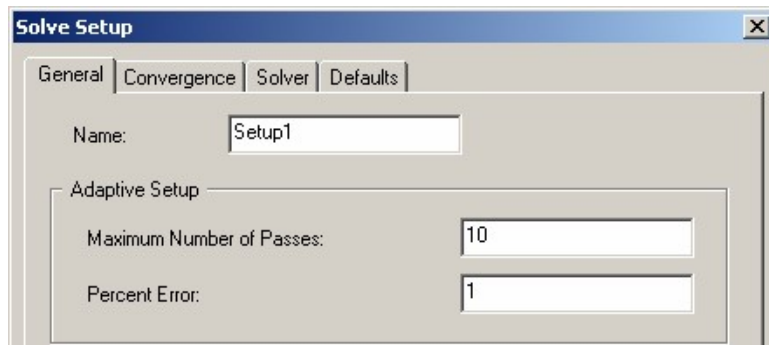 Solve Setup
General Convergence Solver Defaults
Name: Setup1
Adaptive Setup
Maximum Number of Passes: 10
Percent Error: 1